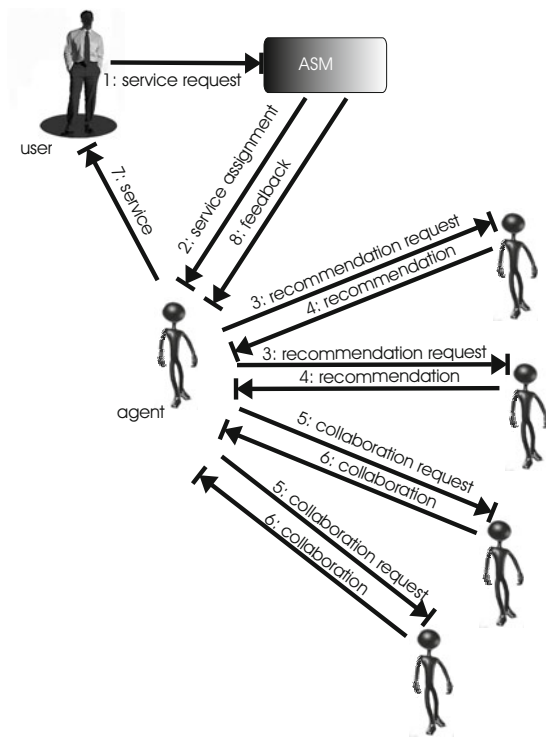 ASM
1: service request
user
7: service
2: service assignment
8: feedback
3: recommendation request
4: recommendation
3: recommendation request
4: recommendation
agent
5: collaboration request
6: collaboration
5: collaboration request
6: collaboration